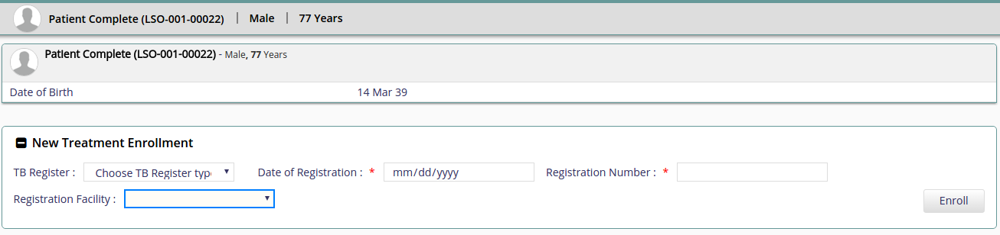 Patient Complete (LSO-001-00022) | Male | 77 Years
Patient Complete (LSO-001-00022) - Male, 77 Years
Date of Birth 14 Mar 39
New Treatment Enrollment
TB Register : Choose TB Register typ Date of Registration : * mm/dd/yyyy Registration Number : *
Registration Facility : Enroll